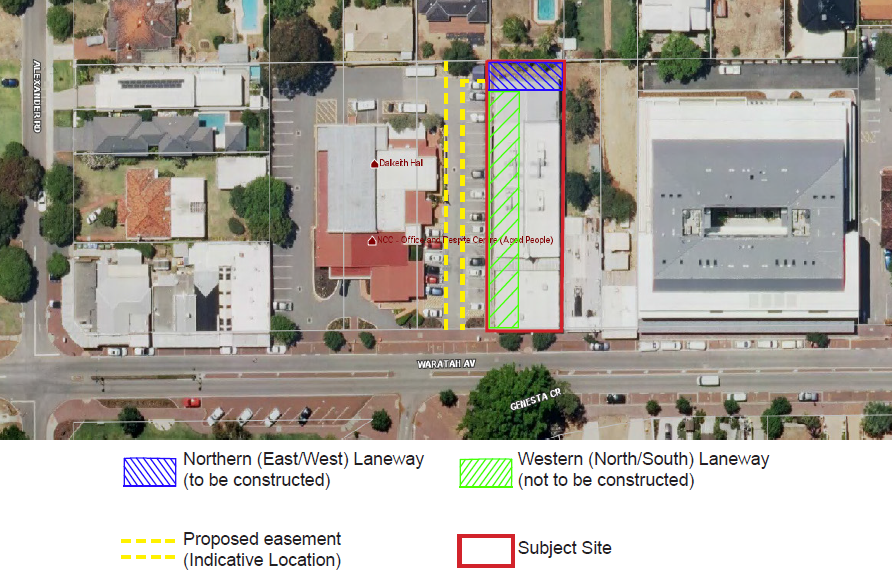 ALEXANDER RD
Dalkeith Hall
NCC - Office and Respite Centre (Aged People)
WARATAH AV
GENESTA CR
Northern (East/West) Laneway
(to be constructed)
Western (North/South) Laneway
(not to be constructed)
Proposed easement
(Indicative Location)
Subject Site